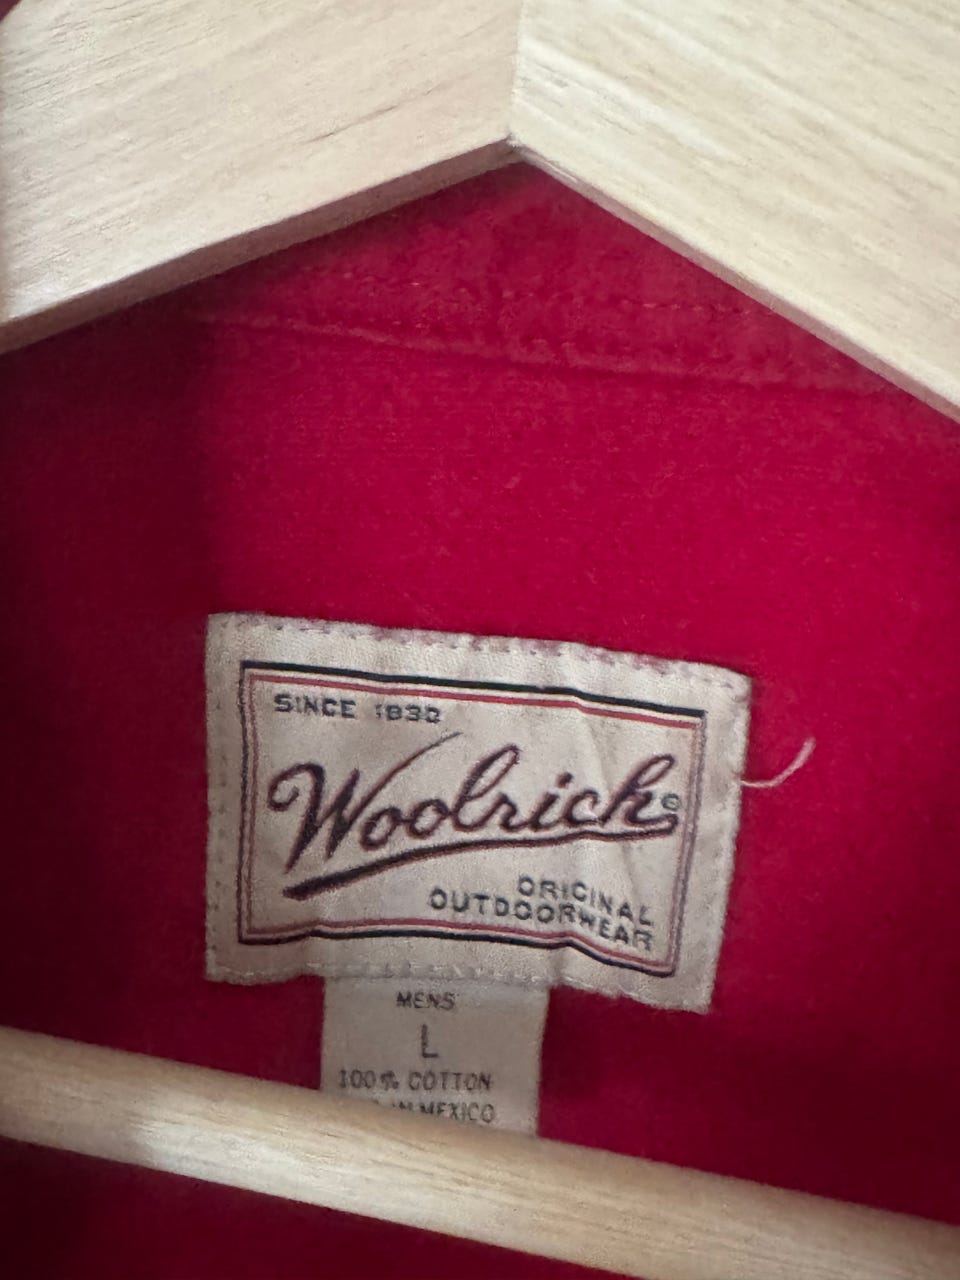 SINCE 1830
Woolrich®
ORIGINAL
OUTDOORWEAR
MENS
L
100% COTTON
IN MEXICO